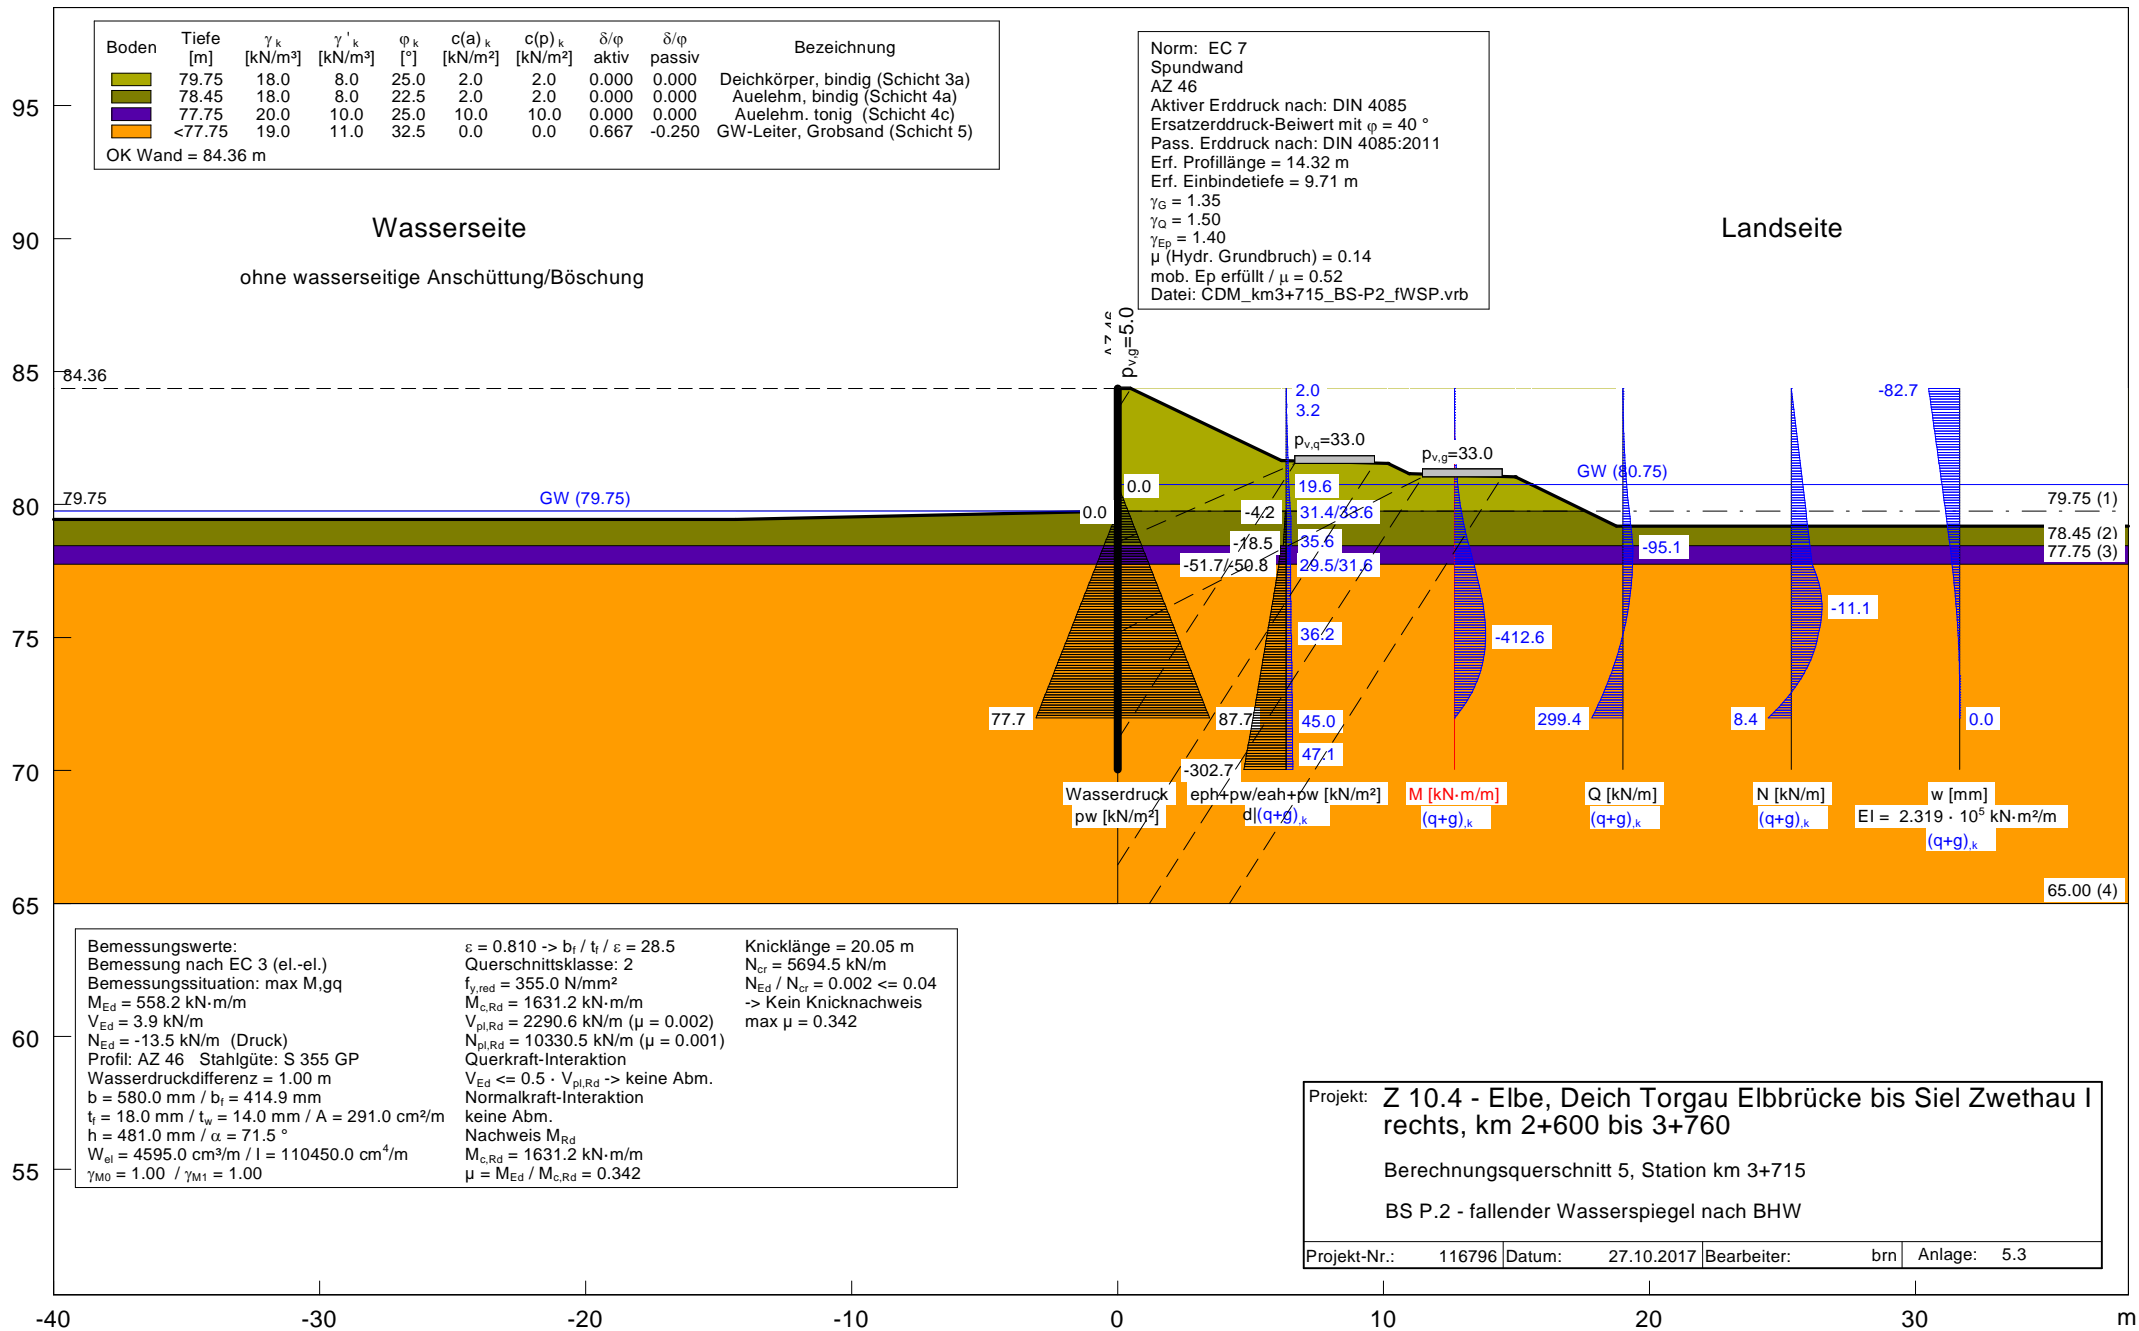 Boden Tiefe [m] γk [kN/m³] γ'k [kN/m³] φk [°] c(a)k [kN/m²] c(p)k [kN/m²] δ/φ aktiv δ/φ passiv Bezeichnung
79.75 18.0 8.0 25.0 2.0 2.0 0.000 0.000 Deichkörper, bindig (Schicht 3a)
78.45 18.0 8.0 22.5 2.0 2.0 0.000 0.000 Auelehm, bindig (Schicht 4a)
77.75 20.0 10.0 25.0 10.0 10.0 0.000 0.000 Auelehm. tonig (Schicht 4c)
<77.75 19.0 11.0 32.5 0.0 0.0 0.667 -0.250 GW-Leiter, Grobsand (Schicht 5)
OK Wand = 84.36 m
Norm: EC 7
Spundwand
AZ 46
Aktiver Erddruck nach: DIN 4085
Ersatzerddruck-Beiwert mit φ = 40 °
Pass. Erddruck nach: DIN 4085:2011
Erf. Profillänge = 14.32 m
Erf. Einbindetiefe = 9.71 m
γG = 1.35
γQ = 1.50
γEp = 1.40
μ (Hydr. Grundbruch) = 0.14
mob. Ep erfüllt / μ = 0.52
Datei: CDM_km3+715_BS-P2_fWSP.vrb
Wasserseite
ohne wasserseitige Anschüttung/Böschung
Landseite
95
90
85
80
75
70
65
60
55
AZ 46
pv,g=5.0
84.36
2.0
3.2
-82.7
pv,q=33.0
pv,g=33.0
GW (80.75)
79.75
GW (79.75)
0.0
0.0
19.6
-4.2
31.4/33.6
79.75 (1)
-18.5
35.6
-95.1
78.45 (2)
-51.7/-50.8
29.5/31.6
77.75 (3)
-11.1
36.2
-412.6
77.7
87.7
45.0
299.4
8.4
0.0
47.1
-302.7
Wasserdruck
pw [kN/m²]
eph+pw/eah+pw [kN/m²]
d|(q+g),k
M [kN·m/m]
(q+g),k
Q [kN/m]
(q+g),k
N [kN/m]
(q+g),k
w [mm]
EI = 2.319 · 10⁵ kN·m²/m
(q+g),k
65.00 (4)
Bemessungswerte:
Bemessung nach EC 3 (el.-el.)
Bemessungssituation: max M,gq
MEd = 558.2 kN·m/m
VEd = 3.9 kN/m
NEd = -13.5 kN/m (Druck)
Profil: AZ 46 Stahlgüte: S 355 GP
Wasserdruckdifferenz = 1.00 m
b = 580.0 mm / bf = 414.9 mm
tf = 18.0 mm / tw = 14.0 mm / A = 291.0 cm²/m
h = 481.0 mm / α = 71.5 °
Wel = 4595.0 cm³/m / I = 110450.0 cm⁴/m
γM0 = 1.00 / γM1 = 1.00
ε = 0.810 -> bf / tf / ε = 28.5
Querschnittsklasse: 2
fy,red = 355.0 N/mm²
Mc,Rd = 1631.2 kN·m/m
Vpl,Rd = 2290.6 kN/m (μ = 0.002)
Npl,Rd = 10330.5 kN/m (μ = 0.001)
Querkraft-Interaktion
VEd <= 0.5 · Vpl,Rd -> keine Abm.
Normalkraft-Interaktion
keine Abm.
Nachweis MRd
Mc,Rd = 1631.2 kN·m/m
μ = MEd / Mc,Rd = 0.342
Knicklänge = 20.05 m
Ncr = 5694.5 kN/m
NEd / Ncr = 0.002 <= 0.04
-> Kein Knicknachweis
max μ = 0.342
Projekt: Z 10.4 - Elbe, Deich Torgau Elbbrücke bis Siel Zwethau I
rechts, km 2+600 bis 3+760
Berechnungsquerschnitt 5, Station km 3+715
BS P.2 - fallender Wasserspiegel nach BHW
Projekt-Nr.: 116796 Datum: 27.10.2017 Bearbeiter: brn Anlage: 5.3
-40 -30 -20 -10 0 10 20 30 m